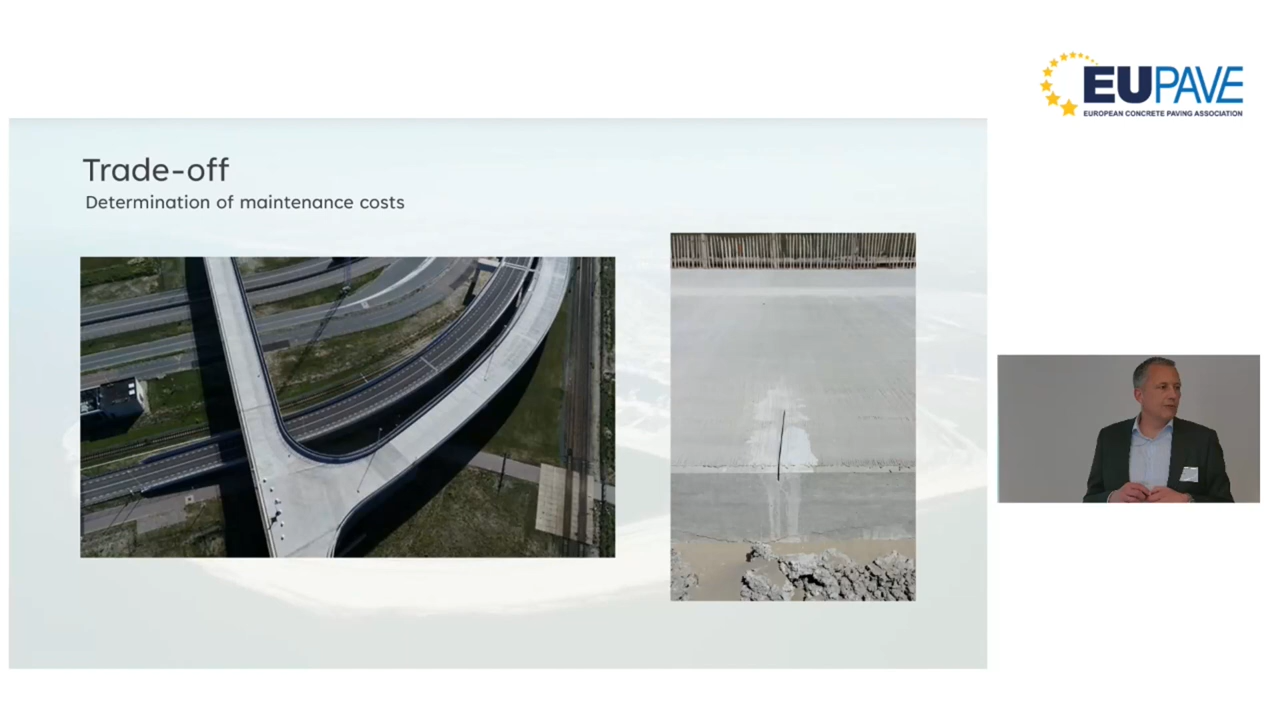 EUPAVE
EUROPEAN CONCRETE PAVING ASSOCIATION
Trade-off
Determination of maintenance costs